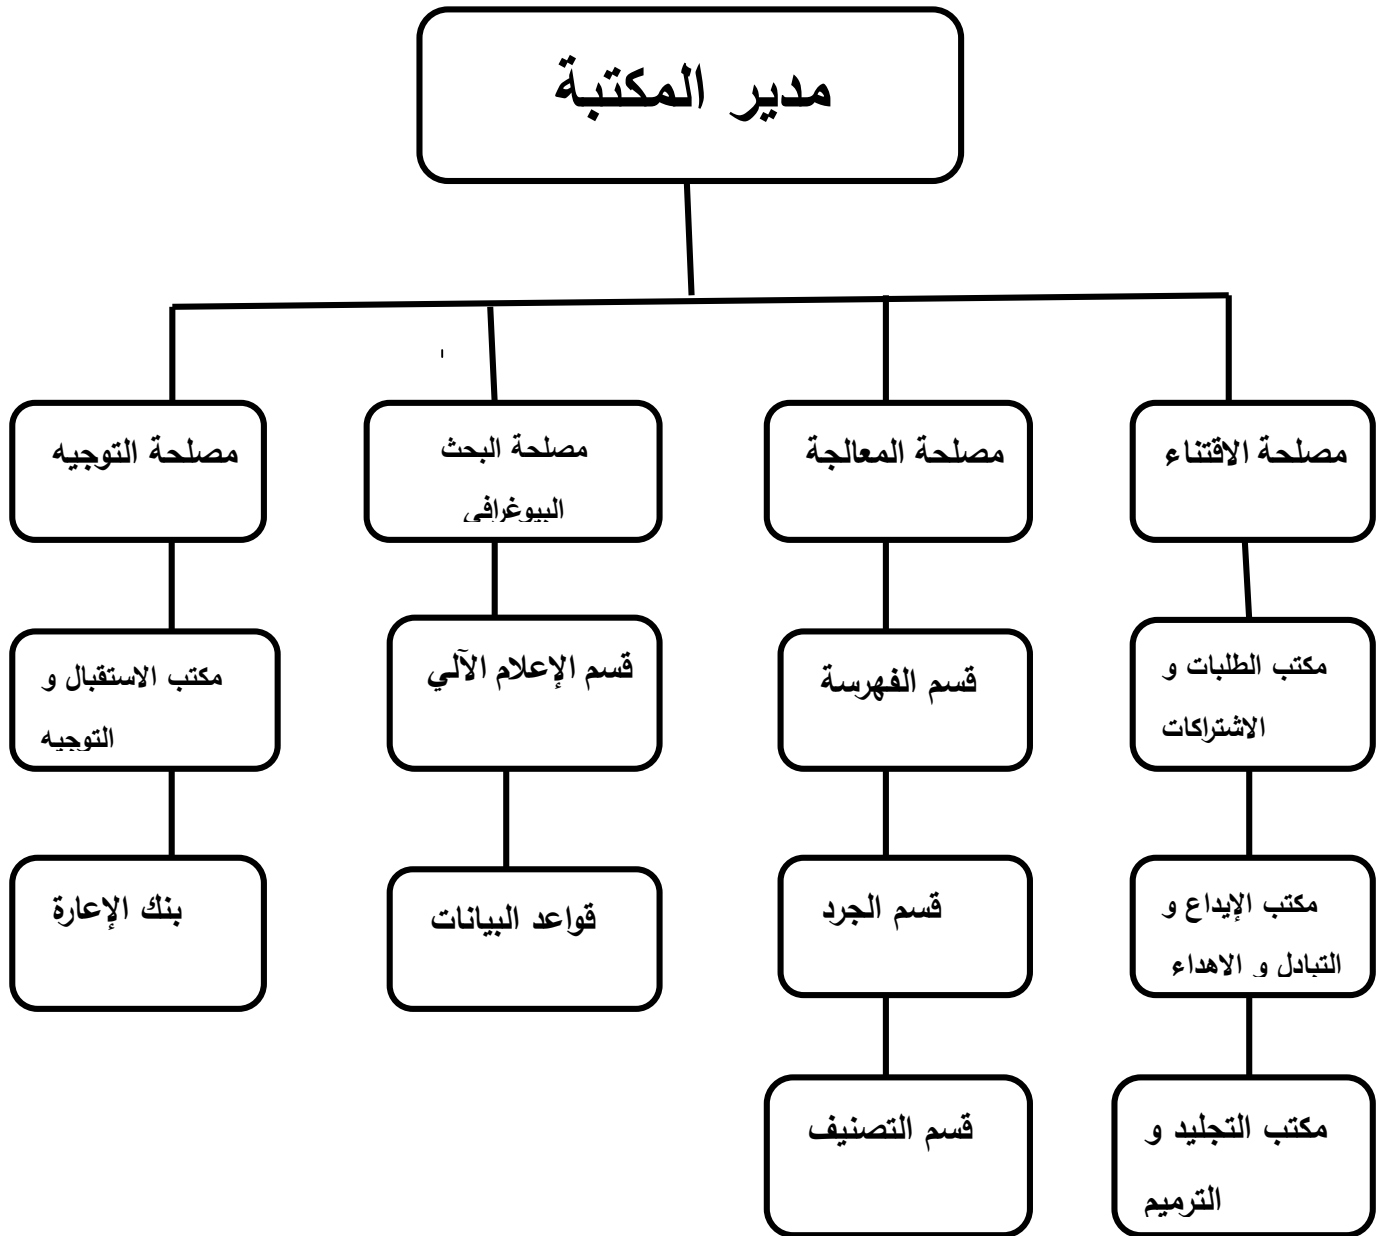 مدير المكتبة
مصلحة الاقتناء
مصلحة المعالجة
مصلحة البحث
البيوغرافي
مصلحة التوجيه
مكتب الطلبات و
الاشتراكات
قسم الفهرسة
قسم الإعلام الآلي
مكتب الاستقبال و
التوجيه
مكتب الإيداع و
التبادل و الاهداء
قسم الجرد
قواعد البيانات
بنك الإعارة
مكتب التجليد و
الترميم
قسم التصنيف